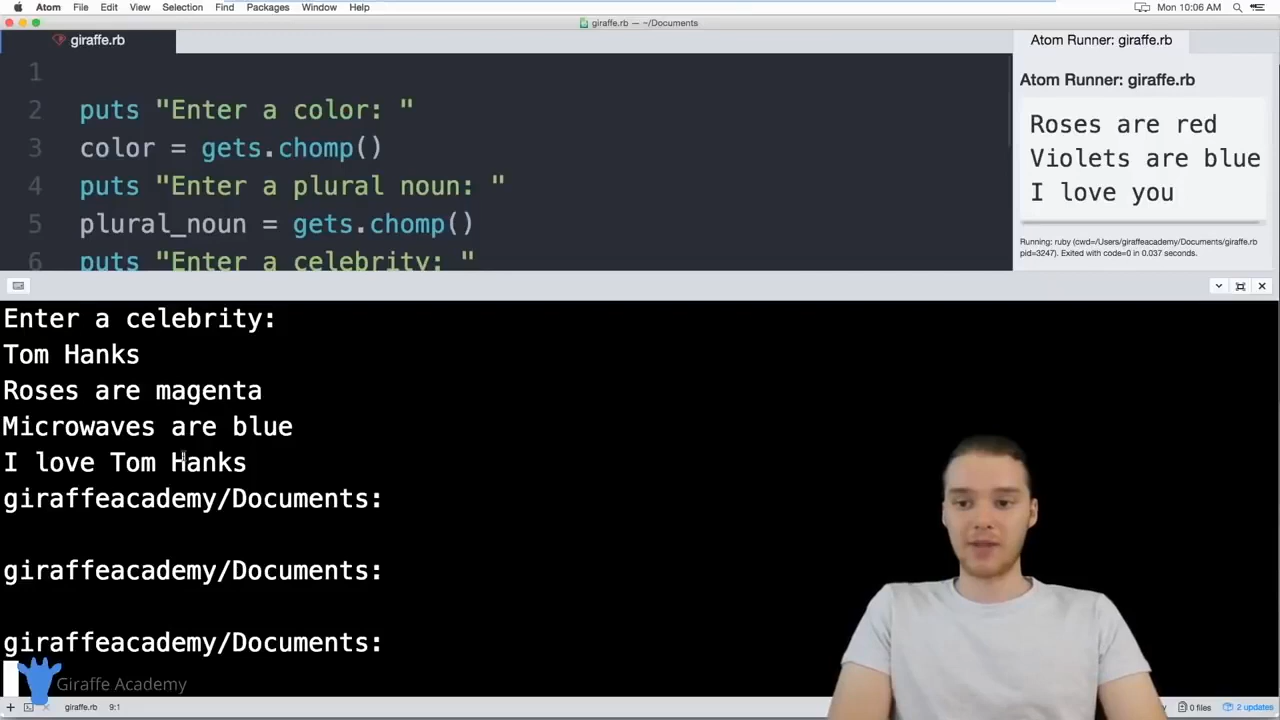 Atom File Edit View Selection Find Packages Window Help
Mon 10:06 AM
giraffe.rb — ~/Documents
giraffe.rb
1
2 puts "Enter a color: "
3 color = gets.chomp()
4 puts "Enter a plural noun: "
5 plural_noun = gets.chomp()
6 puts "Enter a celebrity: "
Atom Runner: giraffe.rb
Atom Runner: giraffe.rb
Roses are red
Violets are blue
I love you
Running: ruby (cwd=/Users/giraffeacademy/Documents/giraffe.rb
pid=3247). Exited with code=0 in 0.037 seconds.
Enter a celebrity:
Tom Hanks
Roses are magenta
Microwaves are blue
I love Tom Hanks
giraffeacademy/Documents:
giraffeacademy/Documents:
giraffeacademy/Documents:
Giraffe Academy
giraffe.rb 9:1
0 files 2 updates